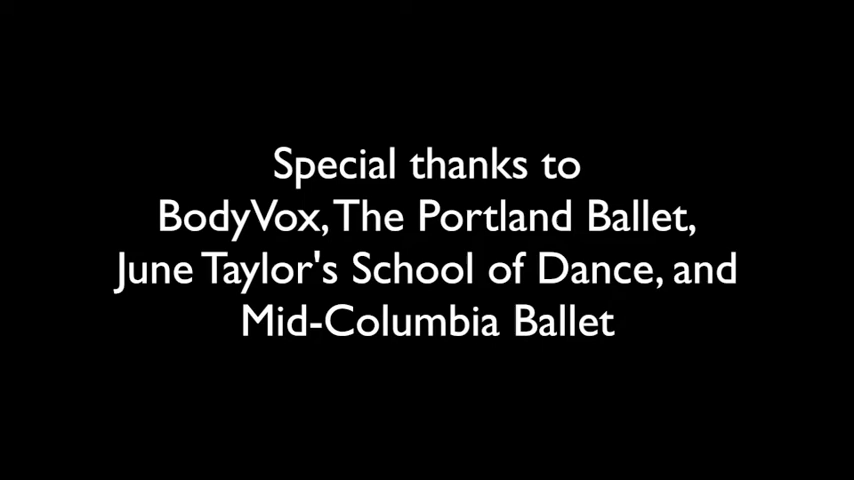 Special thanks to
BodyVox, The Portland Ballet,
June Taylor's School of Dance, and
Mid-Columbia Ballet